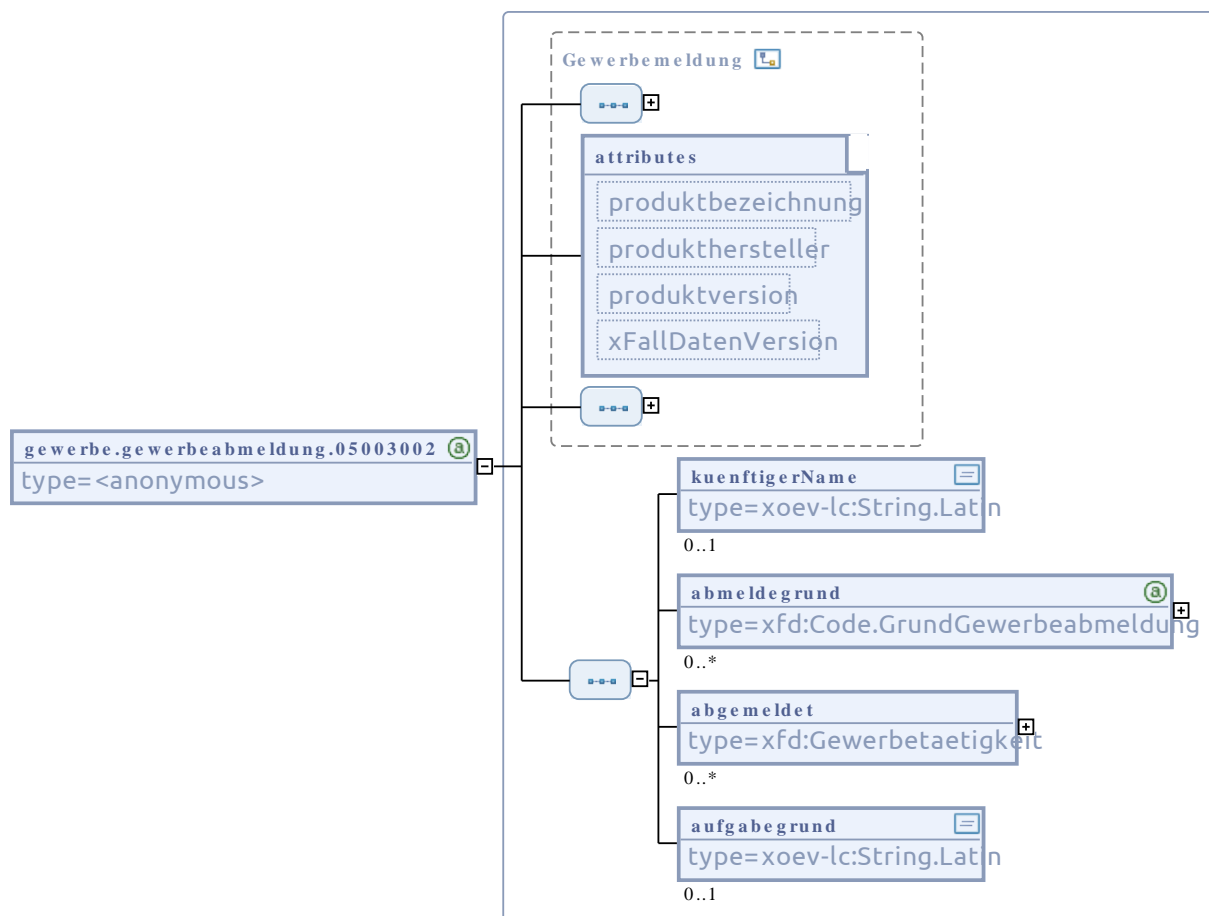 Gewerbemeldung
attributes
produktbezeichnung
produkthersteller
produktversion
xFallDatenVersion
gewerbe.gewerbeabmeldung.05003002
type=<anonymous>
kuenftigerName
type=xoev-lc:String.Latin
0..1
abmeldegrund
type=xfd:Code.GrundGewerbeabmeldung
0..*
abgemeldet
type=xfd:Gewerbetaetigkeit
0..*
aufgabegrund
type=xoev-lc:String.Latin
0..1